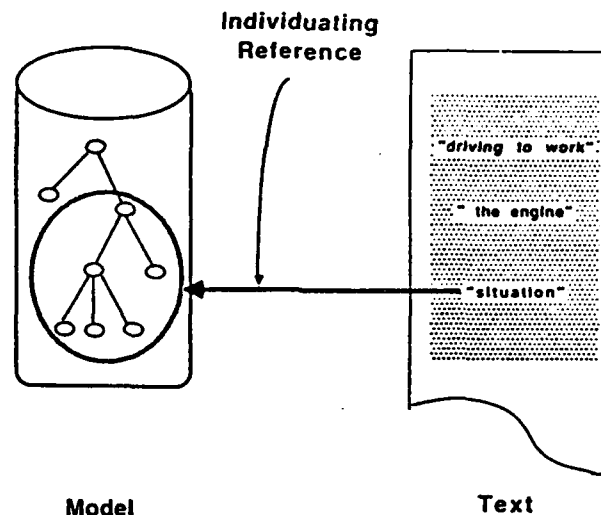 Individuating
Reference
"driving to work"
" the engine"
"situation"
Model
Text